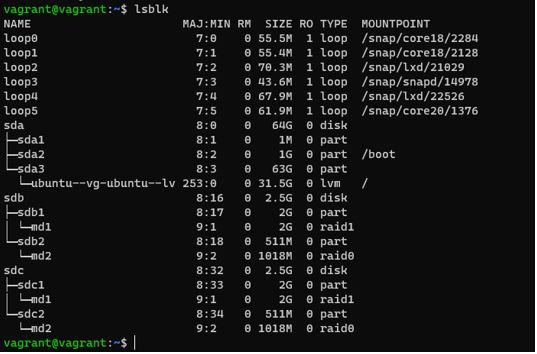 vagrant@vagrant:~$ lsblk
NAME                      MAJ:MIN RM  SIZE RO TYPE  MOUNTPOINT
loop0                       7:0    0 55.5M  1 loop  /snap/core18/2284
loop1                       7:1    0 55.4M  1 loop  /snap/core18/2128
loop2                       7:2    0 70.3M  1 loop  /snap/lxd/21029
loop3                       7:3    0 43.6M  1 loop  /snap/snapd/14978
loop4                       7:4    0 67.9M  1 loop  /snap/lxd/22526
loop5                       7:5    0 61.9M  1 loop  /snap/core20/1376
sda                         8:0    0   64G  0 disk
├─sda1                      8:1    0    1M  0 part
├─sda2                      8:2    0    1G  0 part  /boot
└─sda3                      8:3    0   63G  0 part
  └─ubuntu--vg-ubuntu--lv 253:0    0 31.5G  0 lvm   /
sdb                         8:16   0  2.5G  0 disk
├─sdb1                      8:17   0    2G  0 part
│ └─md1                     9:1    0    2G  0 raid1
└─sdb2                      8:18   0  511M  0 part
  └─md2                     9:2    0 1018M  0 raid0
sdc                         8:32   0  2.5G  0 disk
├─sdc1                      8:33   0    2G  0 part
│ └─md1                     9:1    0    2G  0 raid1
└─sdc2                      8:34   0  511M  0 part
  └─md2                     9:2    0 1018M  0 raid0
vagrant@vagrant:~$